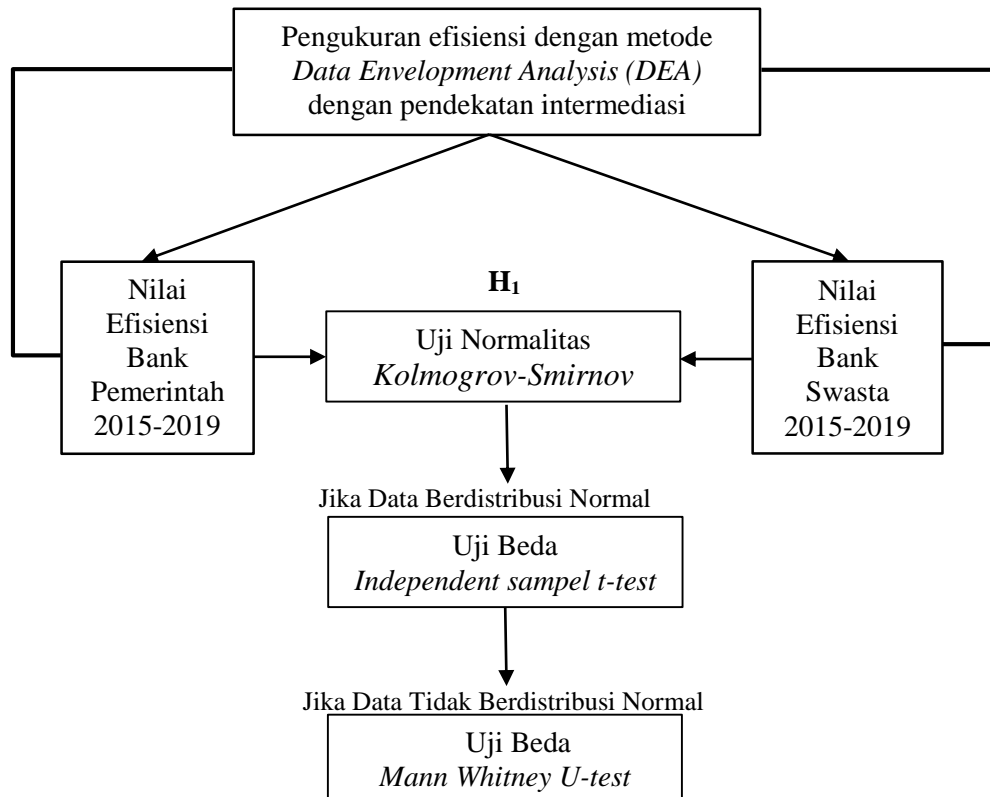 Pengukuran efisiensi dengan metode
Data Envelopment Analysis (DEA)
dengan pendekatan intermediasi
Nilai
Efisiensi
Bank
Pemerintah
2015-2019
H₁
Uji Normalitas
Kolmogrov-Smirnov
Nilai
Efisiensi
Bank
Swasta
2015-2019
Jika Data Berdistribusi Normal
Uji Beda
Independent sampel t-test
Jika Data Tidak Berdistribusi Normal
Uji Beda
Mann Whitney U-test